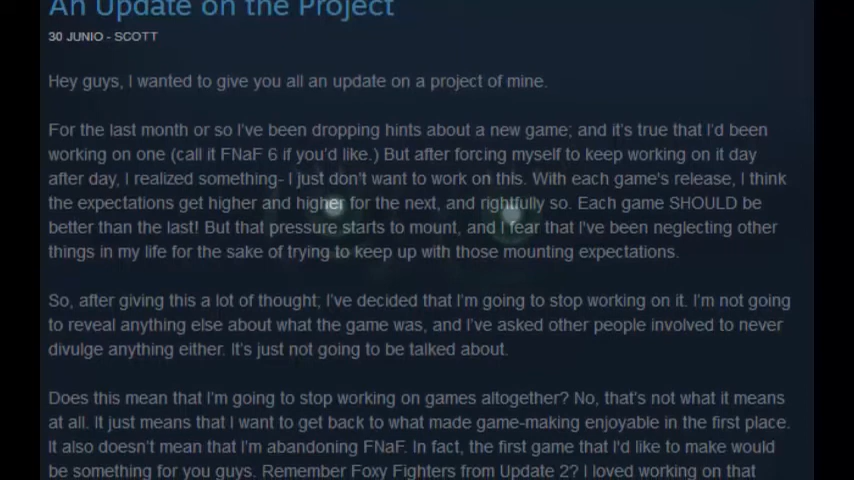 An Update on the Project
30 JUNIO - SCOTT
Hey guys, I wanted to give you all an update on a project of mine.
For the last month or so I've been dropping hints about a new game; and it's true that I'd been
working on one (call it FNaF 6 if you'd like.) But after forcing myself to keep working on it day
after day, I realized something- I just don't want to work on this. With each game's release, I think
the expectations get higher and higher for the next, and rightfully so. Each game SHOULD be
better than the last! But that pressure starts to mount, and I fear that I've been neglecting other
things in my life for the sake of trying to keep up with those mounting expectations.
So, after giving this a lot of thought; I've decided that I'm going to stop working on it. I'm not going
to reveal anything else about what the game was, and I've asked other people involved to never
divulge anything either. It's just not going to be talked about.
Does this mean that I'm going to stop working on games altogether? No, that's not what it means
at all. It just means that I want to get back to what made game-making enjoyable in the first place.
It also doesn't mean that I'm abandoning FNaF. In fact, the first game that I'd like to make would
be something for you guys. Remember Foxy Fighters from Update 2? I loved working on that